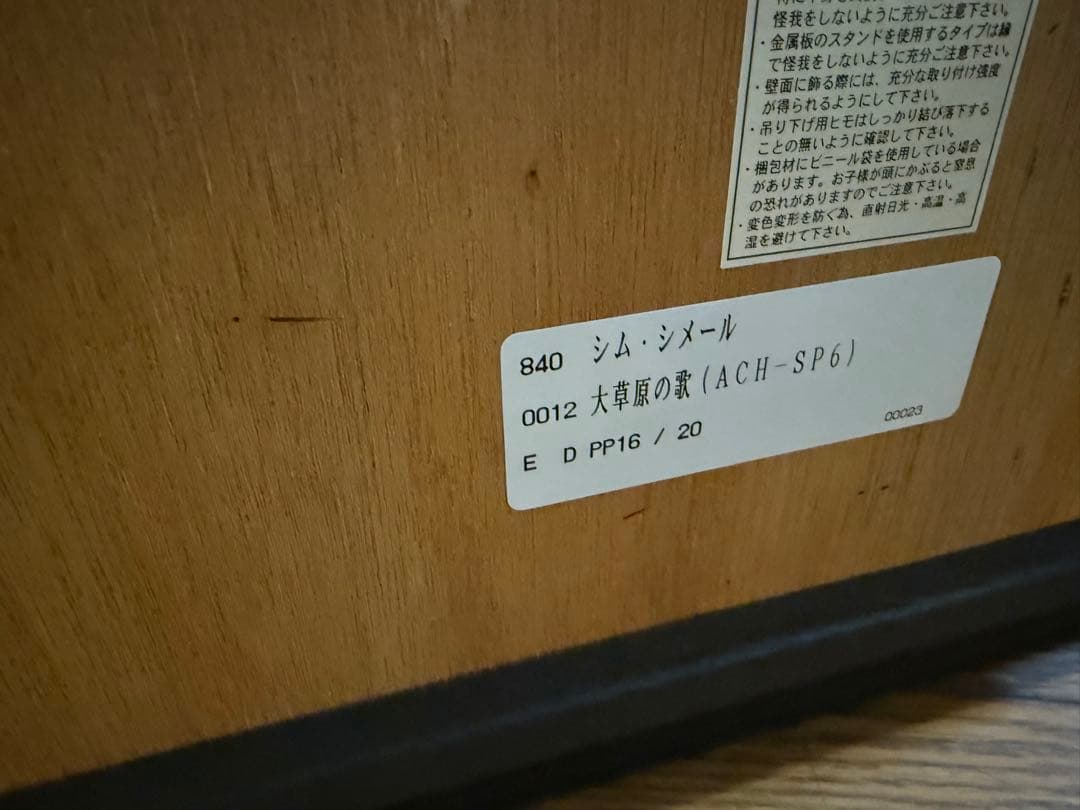 怪我をしないように充分ご注意下さい。
・金属板のスタンドを使用するタイプは縁
で怪我をしないように充分ご注意下さい。
・壁面に飾る際には、充分な取り付け強度
が得られるようにして下さい。
・吊り下げ用ヒモはしっかり結び落下する
ことの無いように確認して下さい。
・梱包材にビニール袋を使用している場合
があります。お子様が頭にかぶると窒息
の恐れがありますのでご注意下さい。
・変色変形を防ぐ為、直射日光・高温・高
湿を避けて下さい。
840 シム・シメール
0012 大草原の歌(ACH-SP6)
E D PP16 / 20
00023